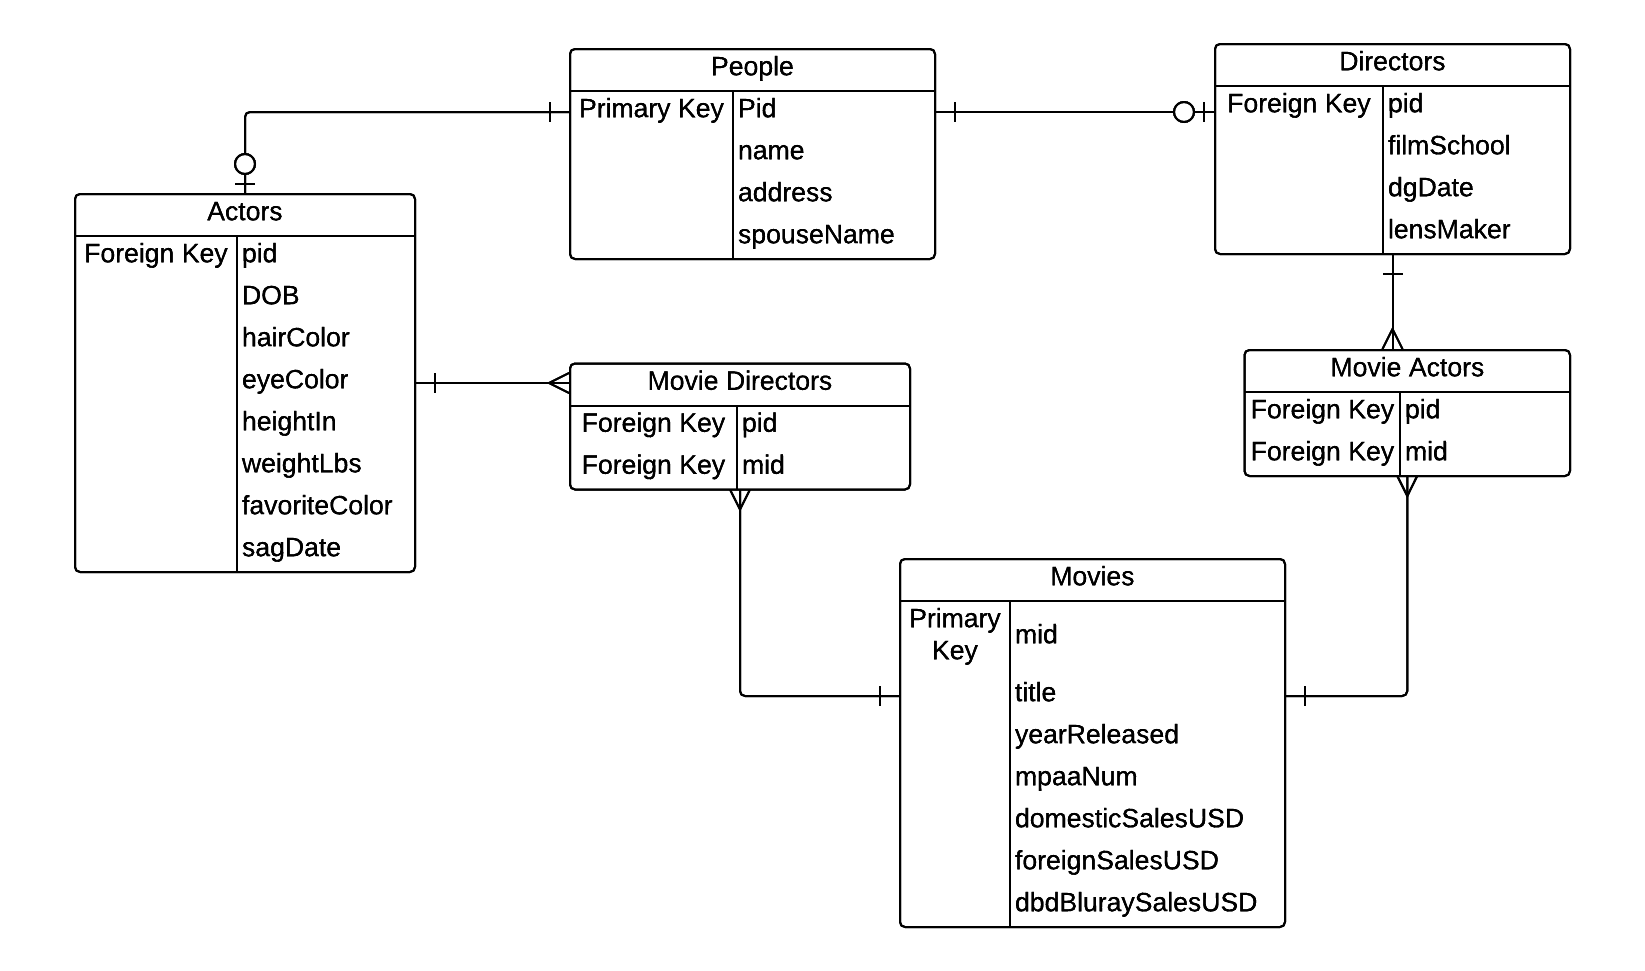 People
Primary Key Pid
name
address
spouseName
Directors
Foreign Key pid
filmSchool
dgDate
lensMaker
Actors
Foreign Key pid
DOB
hairColor
eyeColor
heightIn
weightLbs
favoriteColor
sagDate
Movie Directors
Foreign Key pid
Foreign Key mid
Movie Actors
Foreign Key pid
Foreign Key mid
Movies
Primary
Key
mid
title
yearReleased
mpaaNum
domesticSalesUSD
foreignSalesUSD
dbdBluraySalesUSD